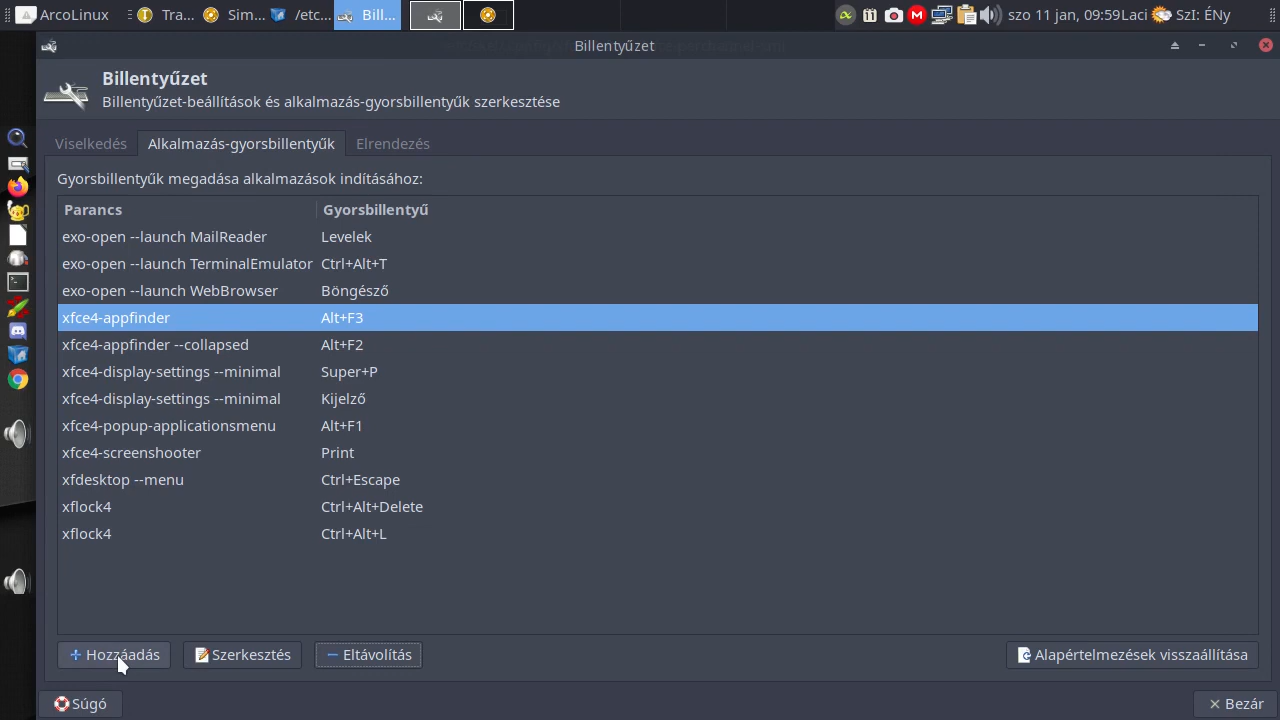 ArcoLinux Tra... Sim... /etc... Bill... szo 11 jan, 09:59 Laci SZI: ÉNy
Billentyűzet
Billentyűzet
Billentyűzet-beállítások és alkalmazás-gyorsbillentyűk szerkesztése
Viselkedés Alkalmazás-gyorsbillentyűk Elrendezés
Gyorsbillentyűk megadása alkalmazások indításához:
Parancs Gyorsbillentyű
exo-open --launch MailReader Levelek
exo-open --launch TerminalEmulator Ctrl+Alt+T
exo-open --launch WebBrowser Böngésző
xfce4-appfinder Alt+F3
xfce4-appfinder --collapsed Alt+F2
xfce4-display-settings --minimal Super+P
xfce4-display-settings --minimal Kijelző
xfce4-popup-applicationsmenu Alt+F1
xfce4-screenshooter Print
xfdesktop --menu Ctrl+Escape
xflock4 Ctrl+Alt+Delete
xflock4 Ctrl+Alt+L
Hozzáadás Szerkesztés Eltávolítás Alapértelmezések visszaállítása
Súgó Bezár